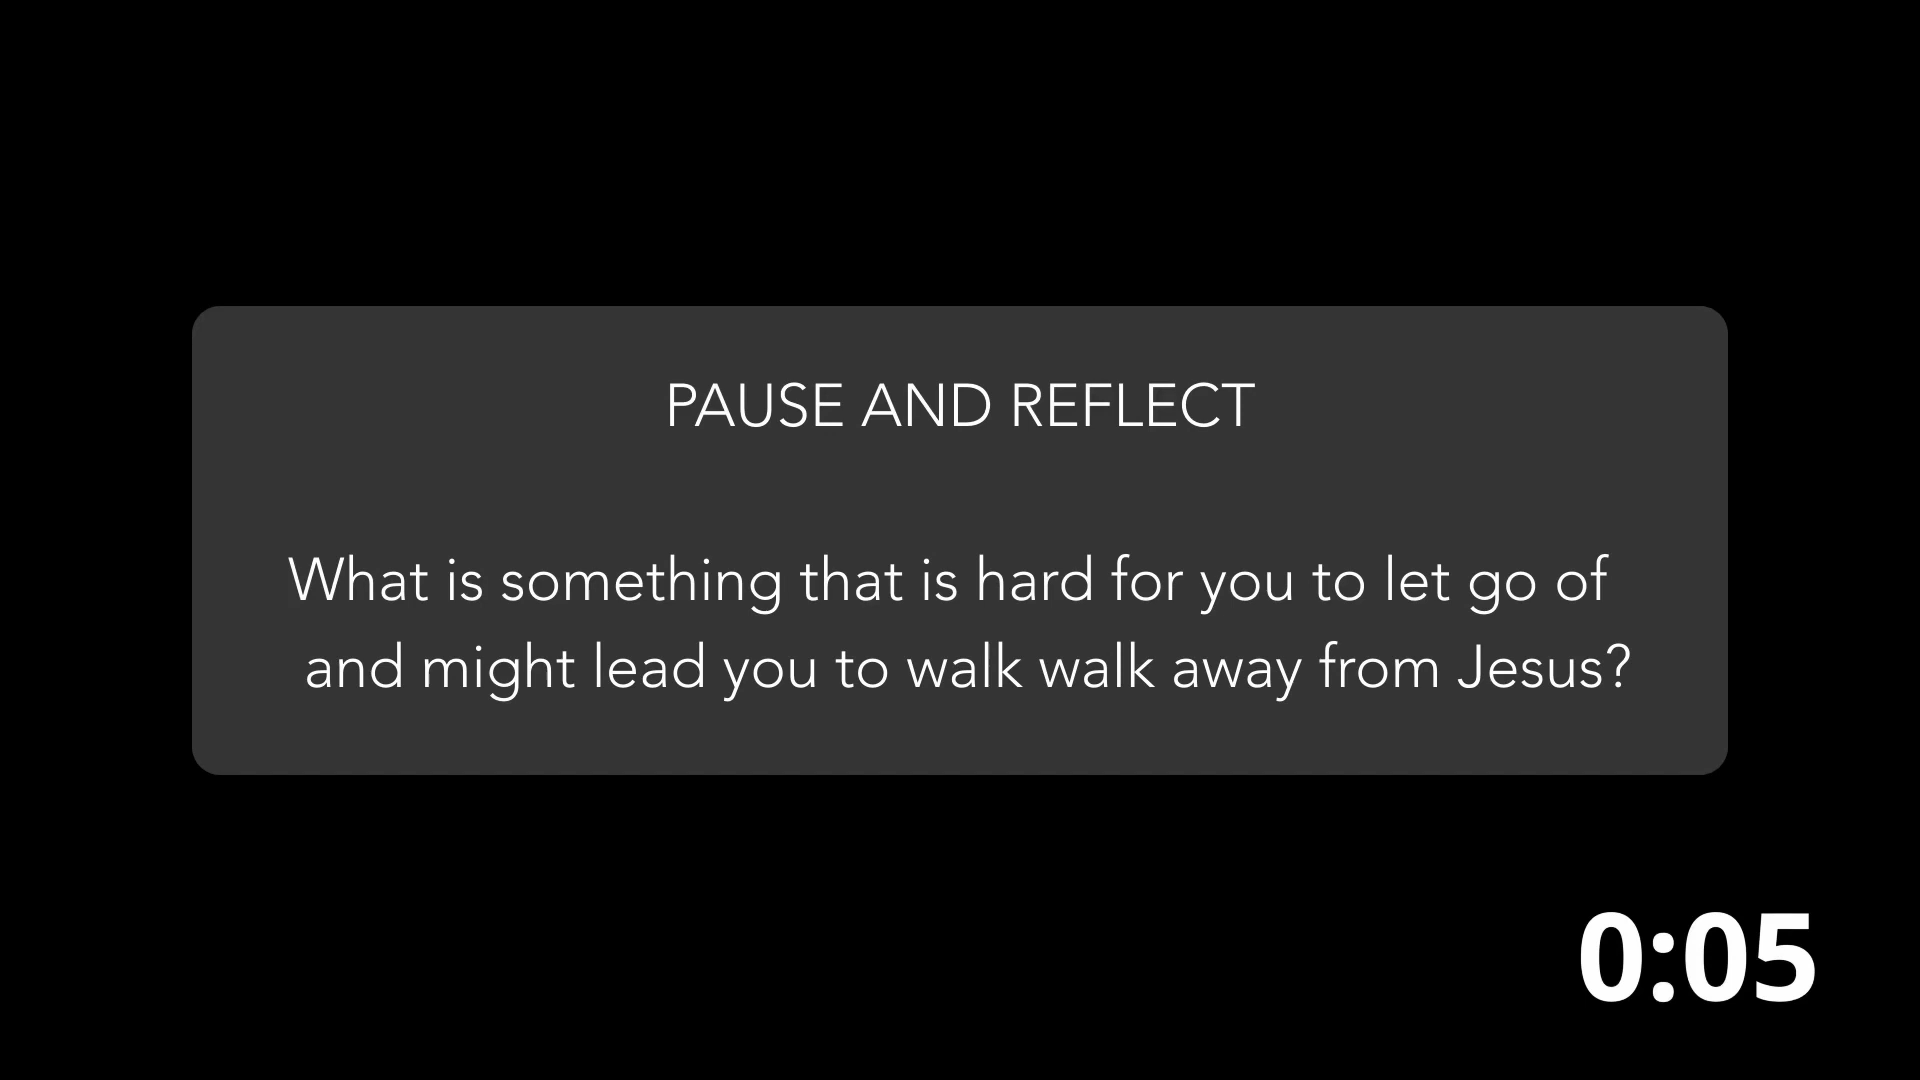 PAUSE AND REFLECT
What is something that is hard for you to let go of
and might lead you to walk walk away from Jesus?
0:05